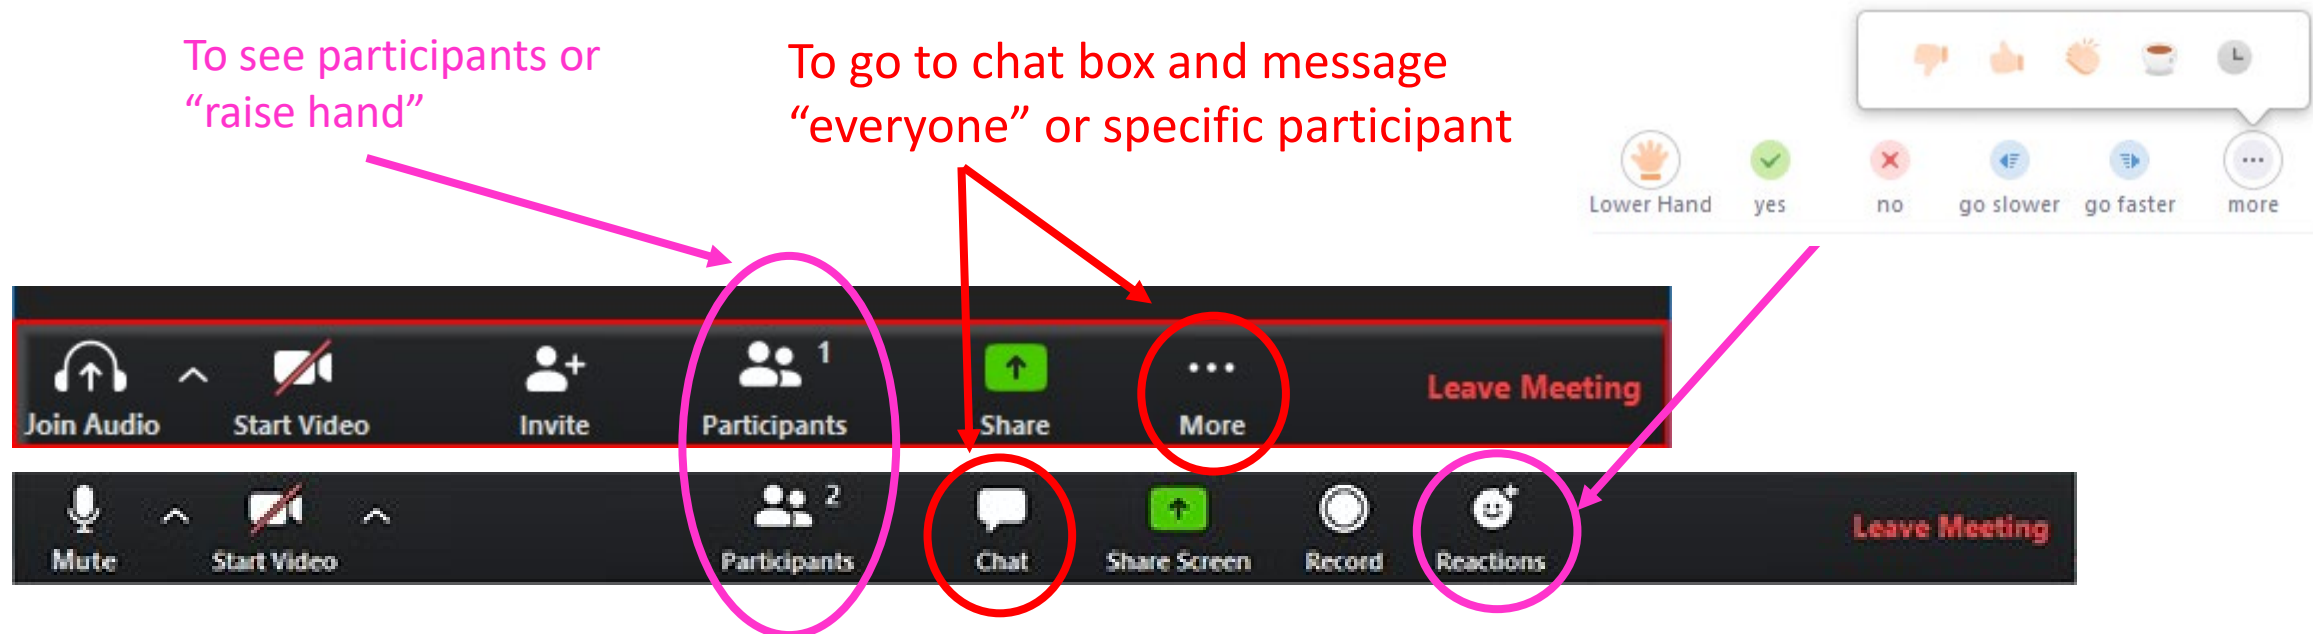 To see participants or
“raise hand”
To go to chat box and message
“everyone” or specific participant
Lower Hand yes no go slower go faster more
1
Join Audio Start Video Invite Participants Share More Leave Meeting
2
Mute Start Video Participants Chat Share Screen Record Reactions Leave Meeting